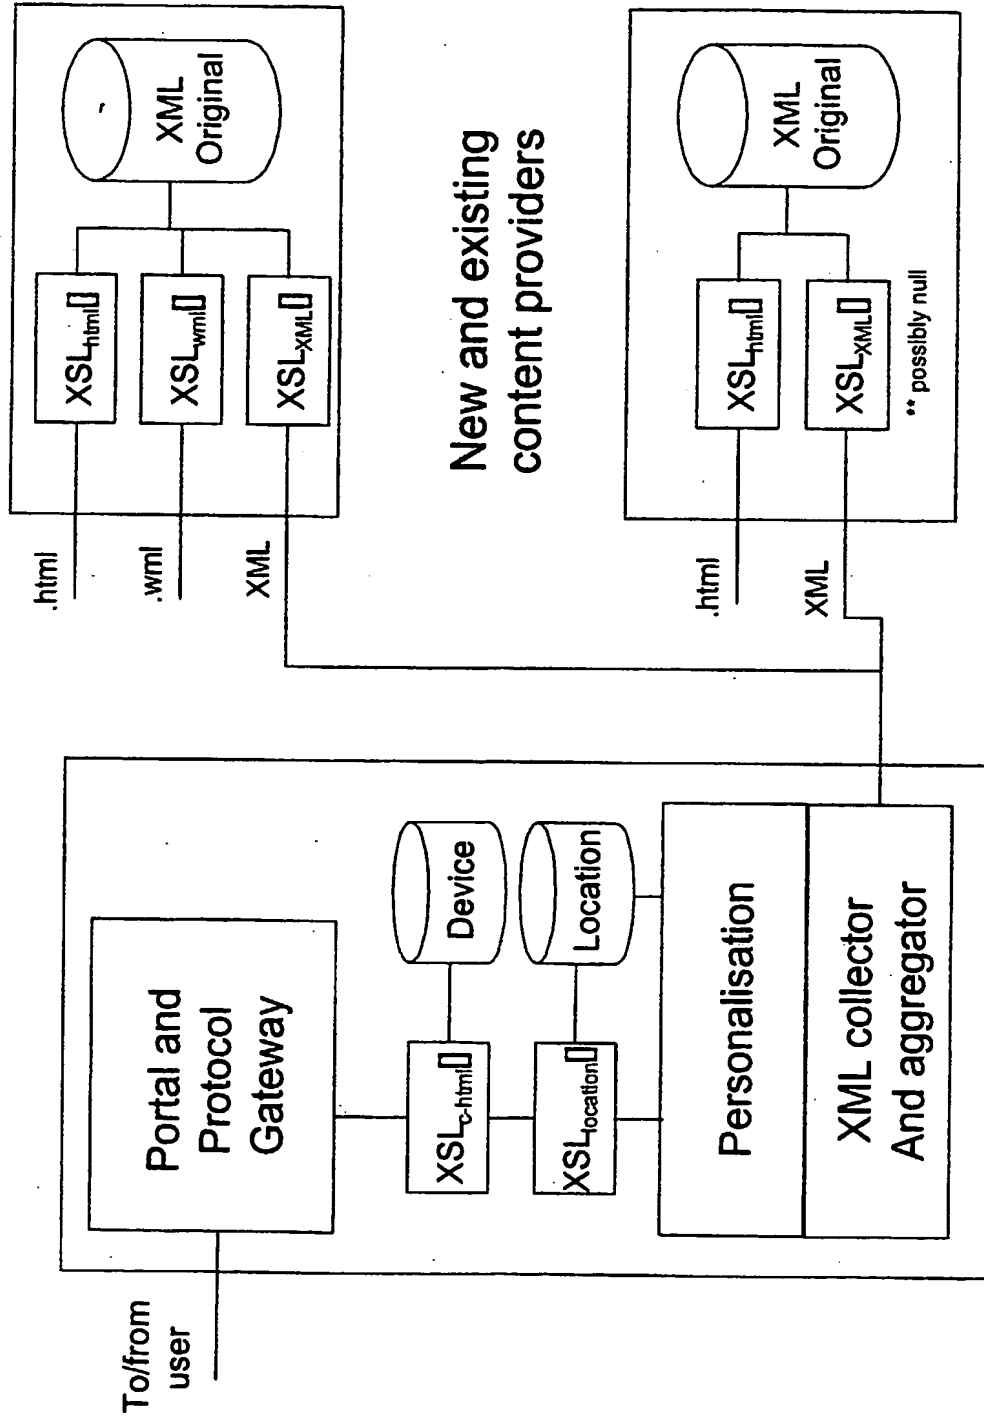 To/from
user
Portal and
Protocol
Gateway
XSLc-html[]
Device
XSLlocation[]
Location
Personalisation
XML collector
And aggregator
.html
.wml
XML
XSLhtml[]
XSLwml[]
XSLXML[]
XML
Original
New and existing
content providers
.html
XML
XSLhtml[]
XSLXML[]
** possibly null
XML
Original